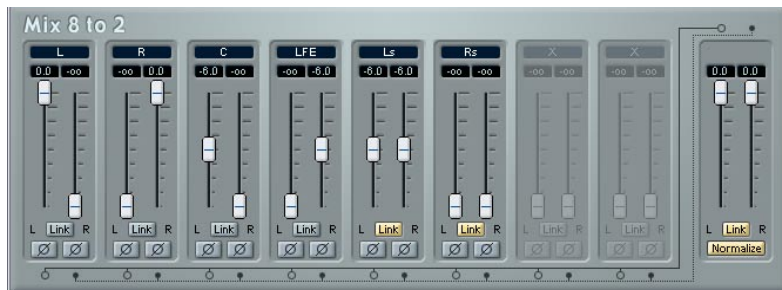 Mix 8 to 2
L R C LFE Ls Rs X X
0.0 -oo -oo 0.0 -6.0 -oo -oo -6.0 -6.0 -6.0 -oo -oo -oo -oo -oo -oo 0.0 0.0
L Link R L Link R L Link R L Link R L Link R L Link R L Link R L Link R L Link R
Ø Ø Ø Ø Ø Ø Ø Ø Ø Ø Ø Ø Ø Ø Ø Ø Normalize